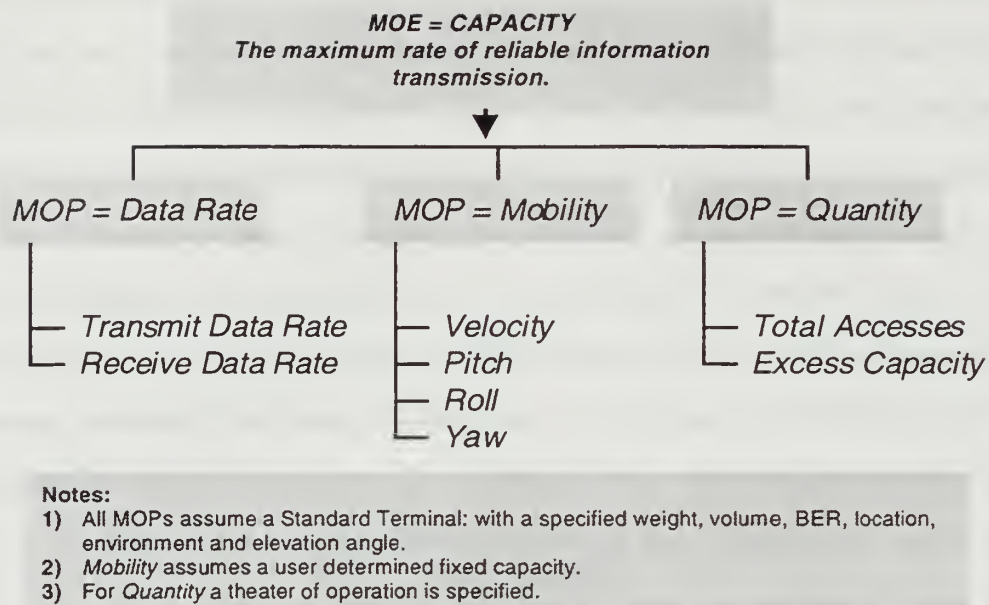 MOE = CAPACITY
The maximum rate of reliable information
transmission.
MOP = Data Rate
Transmit Data Rate
Receive Data Rate
MOP = Mobility
Velocity
Pitch
Roll
Yaw
MOP = Quantity
Total Accesses
Excess Capacity
Notes:
1) All MOPs assume a Standard Terminal: with a specified weight, volume, BER, location,
environment and elevation angle.
2) Mobility assumes a user determined fixed capacity.
3) For Quantity a theater of operation is specified.